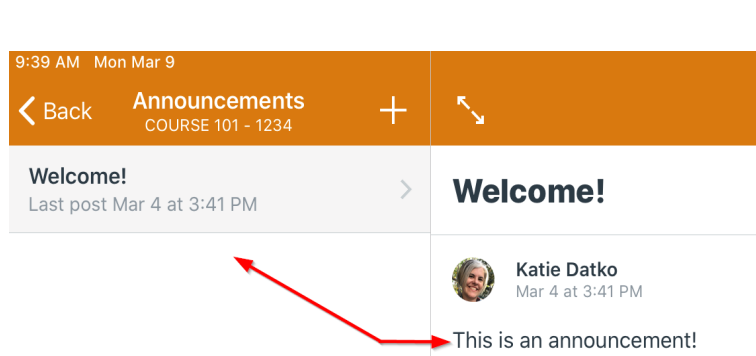 9:39 AM Mon Mar 9
Back
Announcements
COURSE 101 - 1234
Welcome!
Last post Mar 4 at 3:41 PM
Welcome!
Katie Datko
Mar 4 at 3:41 PM
This is an announcement!